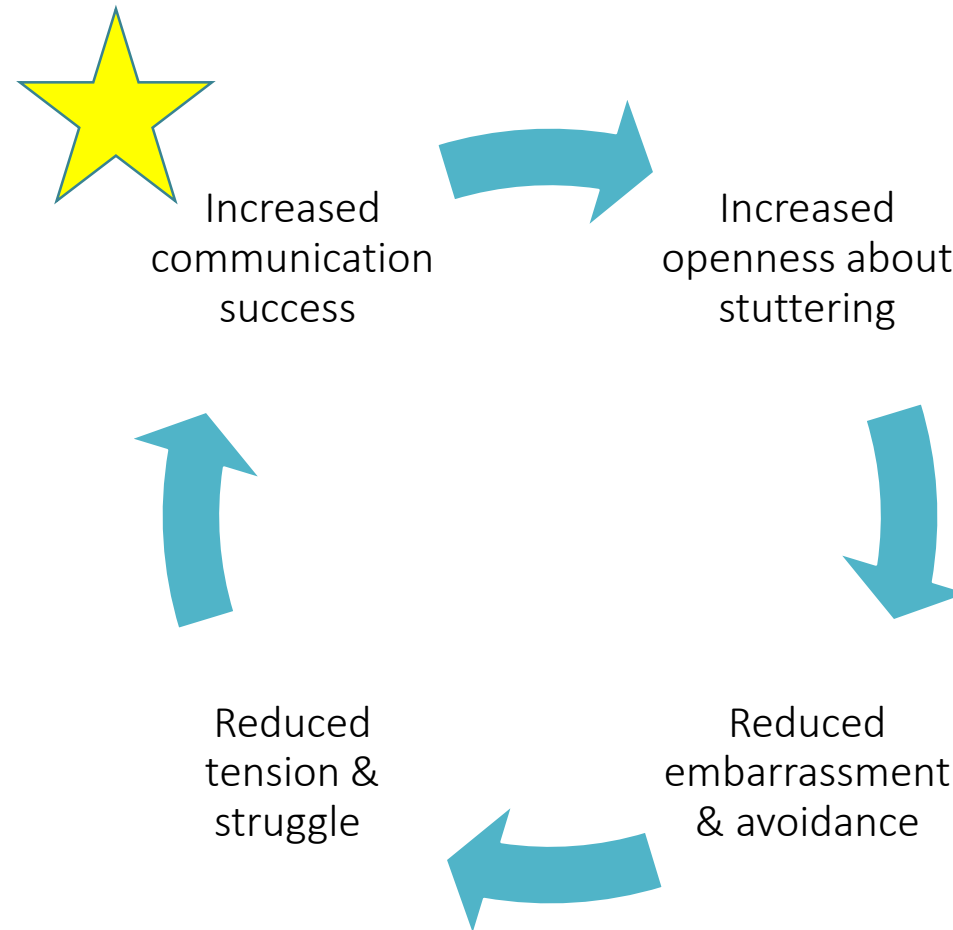 Increased
communication
success
Increased
openness about
stuttering
Reduced
embarrassment
& avoidance
Reduced
tension &
struggle